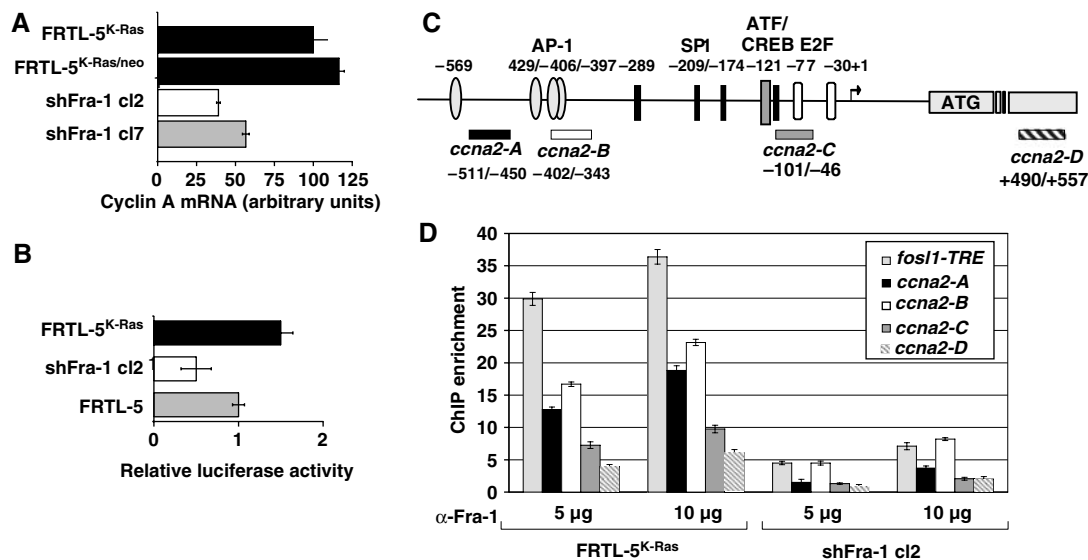 A
FRTL-5K-Ras
FRTL-5K-Ras/neo
shFra-1 cl2
shFra-1 cl7
0 25 50 75 100 125
Cyclin A mRNA (arbitrary units)
B
FRTL-5K-Ras
shFra-1 cl2
FRTL-5
0 1 2
Relative luciferase activity
C
ATF/
AP-1 SP1 CREB E2F
−569 429/−406/−397 −289 −209/−174 −121 −77 −30+1
ATG
ccna2-A ccna2-B ccna2-C ccna2-D
−511/−450 −402/−343 −101/−46 +490/+557
D
ChIP enrichment
40
35
30
25
20
15
10
5
0
fosl1-TRE
ccna2-A
ccna2-B
ccna2-C
ccna2-D
α-Fra-1 5 µg 10 µg 5 µg 10 µg
FRTL-5K-Ras shFra-1 cl2